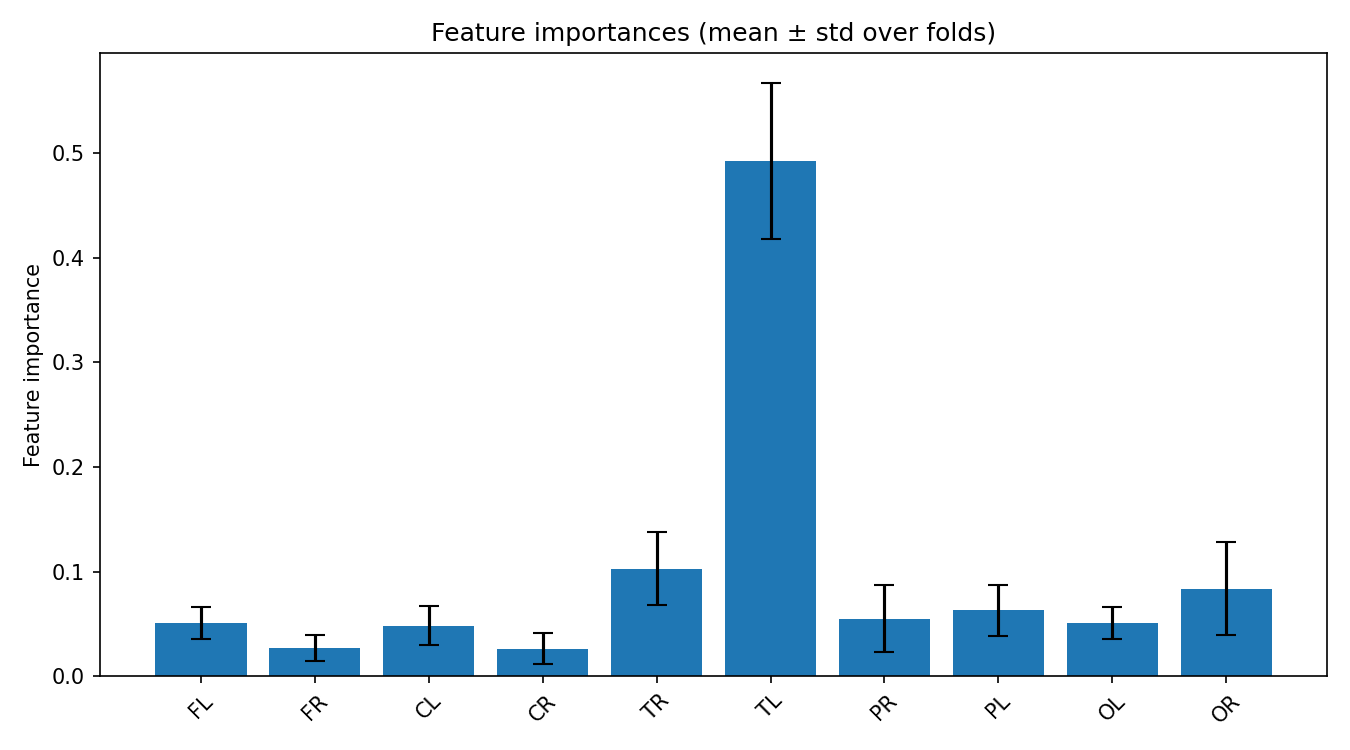 Feature importances (mean ± std over folds)
Feature importance
0.5
0.4
0.3
0.2
0.1
0.0
FL FR CL CR TR TL PR PL OL OR